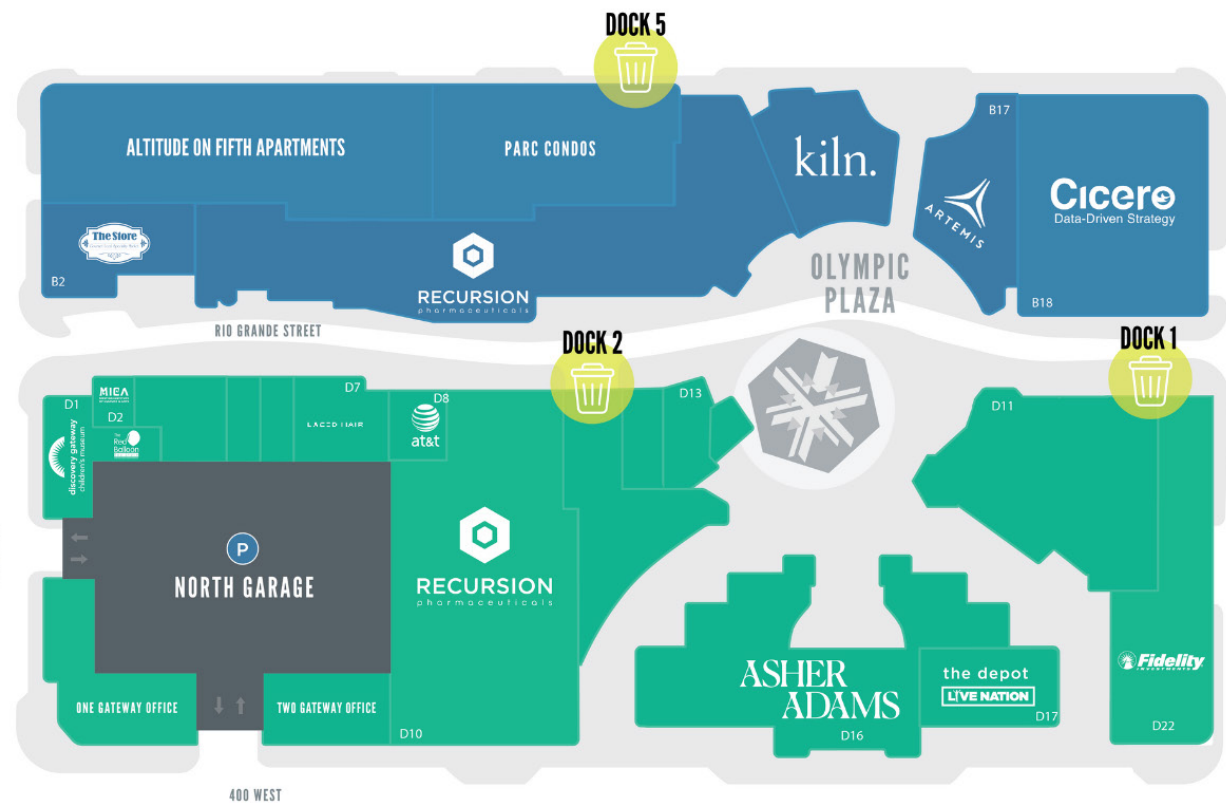 DOCK 5
ALTITUDE ON FIFTH APARTMENTS
PARC CONDOS
kiln.
B17
ARTEMIS
Cicero
Data-Driven Strategy
The Store
B2
RECURSION
pharmaceuticals
OLYMPIC
PLAZA
B18
RIO GRANDE STREET
DOCK 2
DOCK 1
D1
MICA
D2
D7
D8
D13
D11
discovery gateway
children's museum
The
Red
Balloon
LACED HAIR
at&t
P
NORTH GARAGE
RECURSION
pharmaceuticals
ASHER
ADAMS
the depot
LIVE NATION
D17
Fidelity
INVESTMENTS
ONE GATEWAY OFFICE
TWO GATEWAY OFFICE
D10
D16
D22
400 WEST